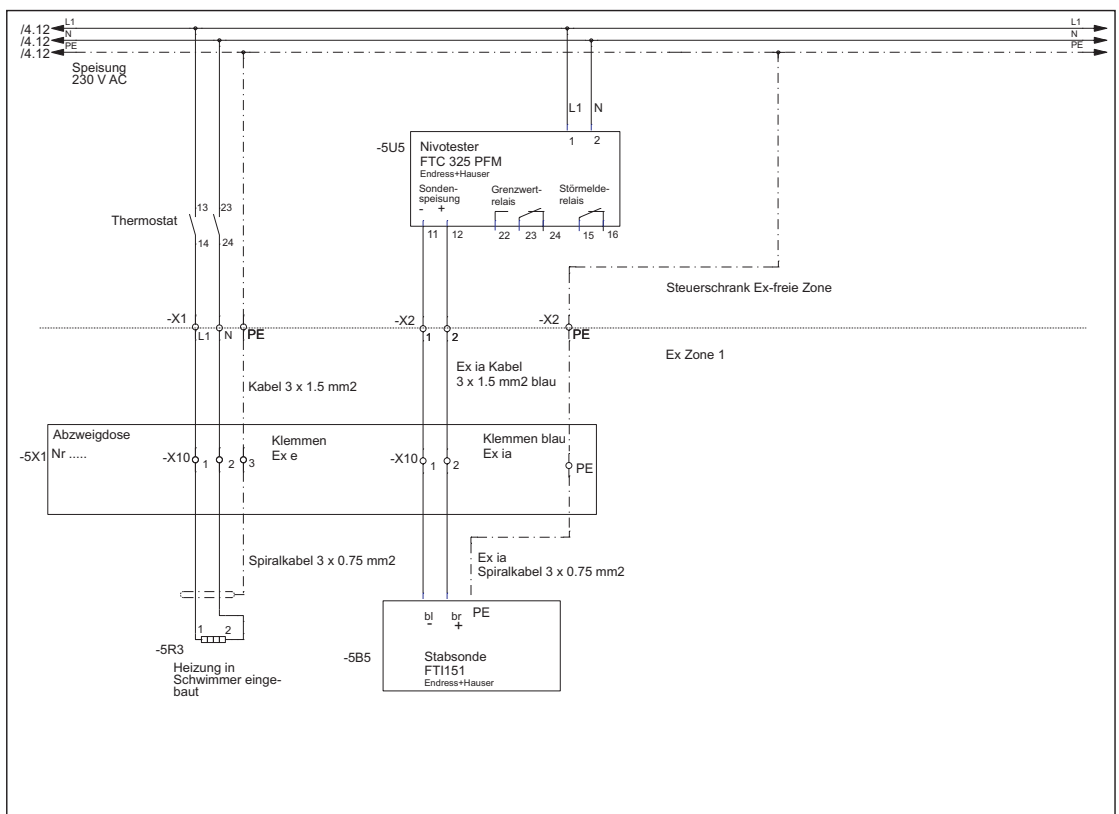 /4.12 L1 L1
/4.12 N N
/4.12 PE PE
Speisung
230 V AC
L1 N
-5U5
1 2
Nivotester
FTC 325 PFM
Endress+Hauser
Sonden-
speisung
- +
Grenzwert-
relais
Störmelde-
relais
11 12 22 23 24 15 16
Thermostat
13 23
14 24
Steuerschrank Ex-freie Zone
-X1 L1 N PE
-X2 1 2
-X2 PE
Ex Zone 1
Kabel 3 x 1.5 mm2
Ex ia Kabel
3 x 1.5 mm2 blau
-5X1
Abzweigdose
Nr .....
-X10 1 2 3
Klemmen
Ex e
-X10 1 2
Klemmen blau
Ex ia
PE
Spiralkabel 3 x 0.75 mm2
Ex ia
Spiralkabel 3 x 0.75 mm2
1 2
-5R3
Heizung in
Schwimmer einge-
baut
-5B5
bl br PE
- +
Stabsonde
FTI151
Endress+Hauser